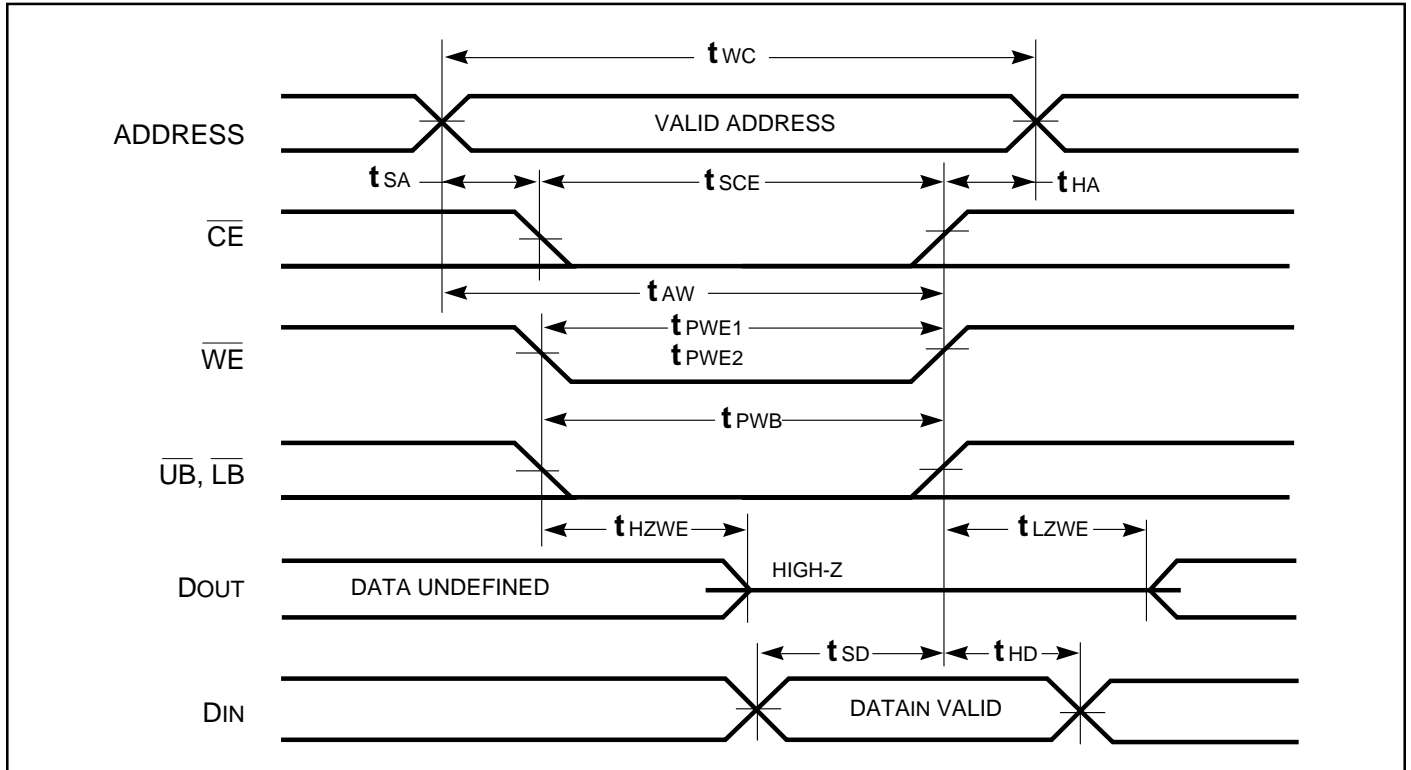 tWC
ADDRESS
VALID ADDRESS
tSA
tSCE
tHA
CE
tAW
tPWE1
WE
tPWE2
tPWB
UB, LB
tHZWE
tLZWE
HIGH-Z
DOUT
DATA UNDEFINED
tSD
tHD
DIN
DATAIN VALID